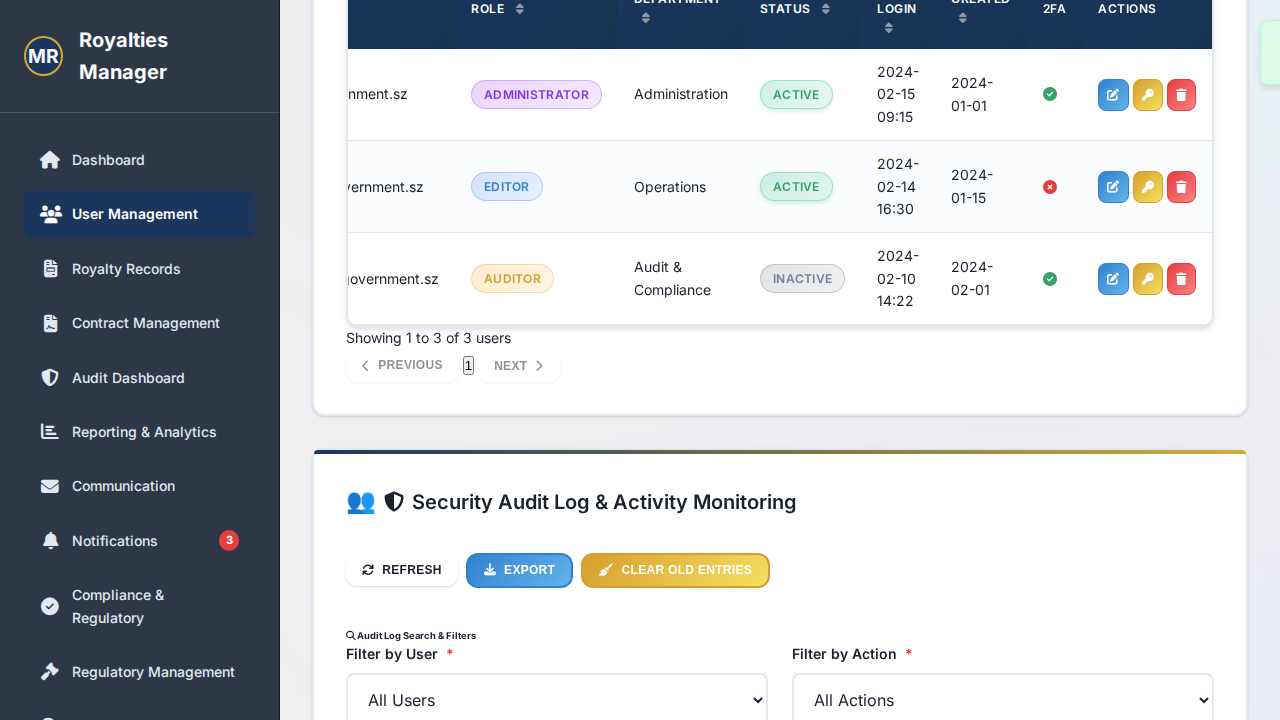 MR
Royalties
Manager
Dashboard
User Management
Royalty Records
Contract Management
Audit Dashboard
Reporting & Analytics
Communication
Notifications 3
Compliance &
Regulatory
Regulatory Management
ROLE
STATUS
LOGIN
2FA
ACTIONS
nment.sz
ADMINISTRATOR
Administration
ACTIVE
2024-
02-15
09:15
2024-
01-01
vernment.sz
EDITOR
Operations
ACTIVE
2024-
02-14
16:30
2024-
01-15
government.sz
AUDITOR
Audit &
Compliance
INACTIVE
2024-
02-10
14:22
2024-
02-01
Showing 1 to 3 of 3 users
PREVIOUS 1 NEXT
Security Audit Log & Activity Monitoring
REFRESH EXPORT CLEAR OLD ENTRIES
Audit Log Search & Filters
Filter by User *
All Users
Filter by Action *
All Actions